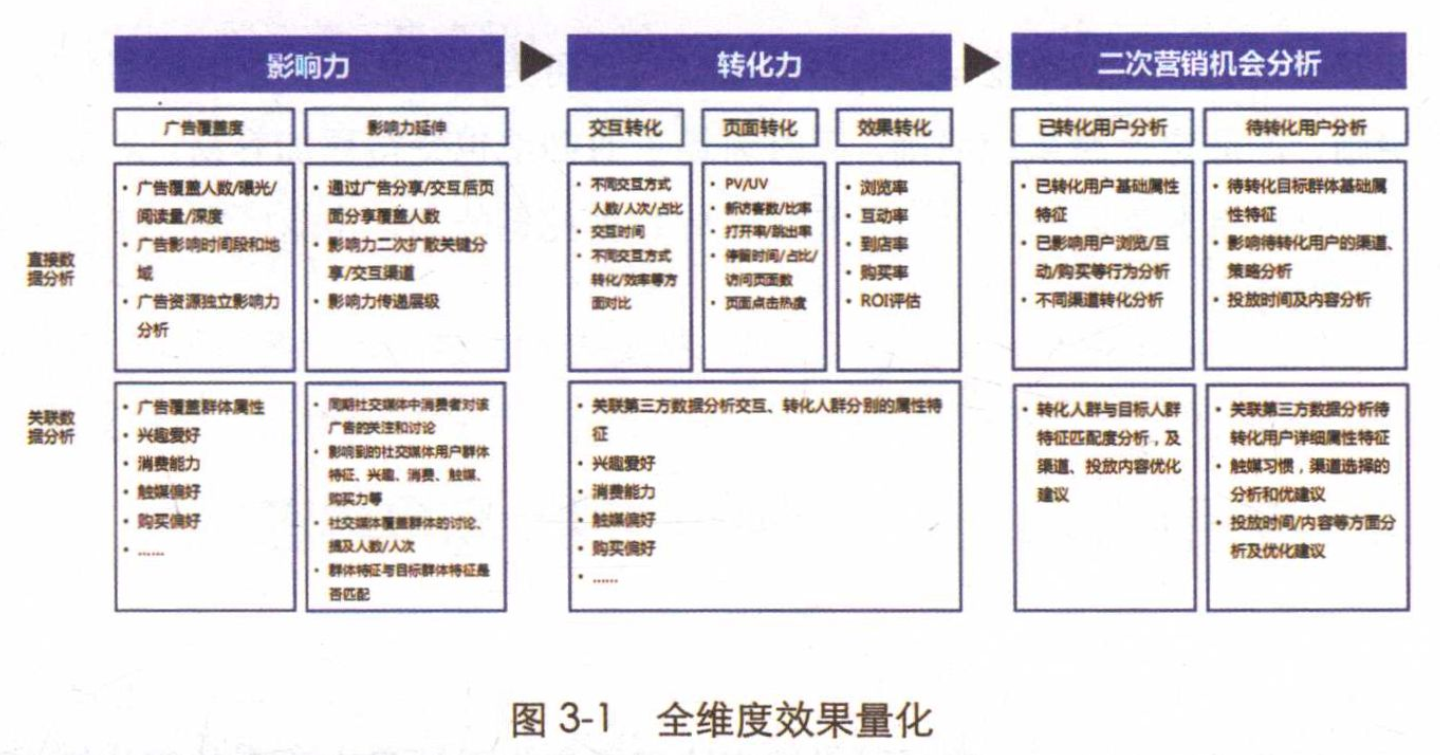 影响力
转化力
二次营销机会分析
广告覆盖度
影响力延伸
交互转化
页面转化
效果转化
已转化用户分析
待转化用户分析
直接数
据分析
• 广告覆盖人数/曝光/
阅读量/深度
• 广告影响时间段和地
域
• 广告资源独立影响力
分析
• 通过广告分享/交互后页
面分享覆盖人数
• 影响力二次扩散关键分
享/交互渠道
• 影响力传递层级
• 不同交互方式
人数/人次/占比
• 交互时间
• 不同交互方式
转化/效率等方
面对比
• PV/UV
• 新访客数/比率
• 打开率/跳出率
• 停留时间/占比/
访问页面数
• 页面点击热度
• 浏览率
• 互动率
• 到店率
• 购买率
• ROI评估
• 已转化用户基础属性
特征
• 已影响用户浏览/互
动/购买等行为分析
• 不同渠道转化分析
• 待转化目标群体基础属
性特征
• 影响待转化用户的渠道、
策略分析
• 投放时间及内容分析
关联数
据分析
• 广告覆盖群体属性
• 兴趣爱好
• 消费能力
• 触媒偏好
• 购买偏好
• ……
• 同期社交媒体中消费者对该
广告的关注和讨论
• 影响到的社交媒体用户群体
特征、兴趣、消费、触媒、
购买力等
• 社交媒体覆盖群体的讨论、
提及人数/人次
• 群体特征与目标群体特征是
否匹配
• 关联第三方数据分析交互、转化人群分别的属性特
征
• 兴趣爱好
• 消费能力
• 触媒偏好
• 购买偏好
• ……
• 转化人群与目标人群
特征匹配度分析，及
渠道、投放内容优化
建议
• 关联第三方数据分析待
转化用户详细属性特征
• 触媒习惯，渠道选择的
分析和优建议
• 投放时间/内容等方面分
析及优化建议
图 3-1 全维度效果量化